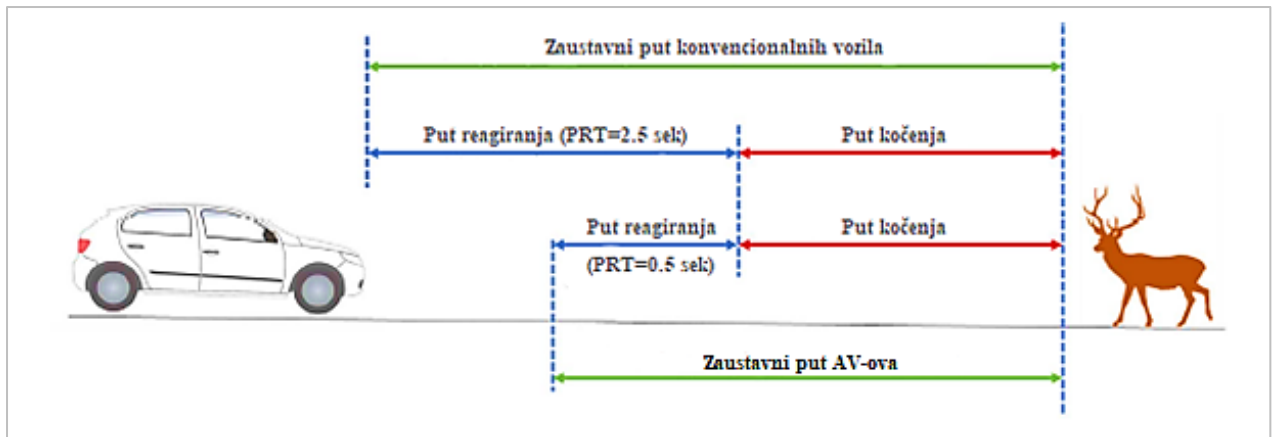 Zaustavni put konvencionalnih vozila
Put reagiranja (PRT=2.5 sek)
Put kočenja
Put reagiranja
(PRT=0.5 sek)
Put kočenja
Zaustavni put AV-ova